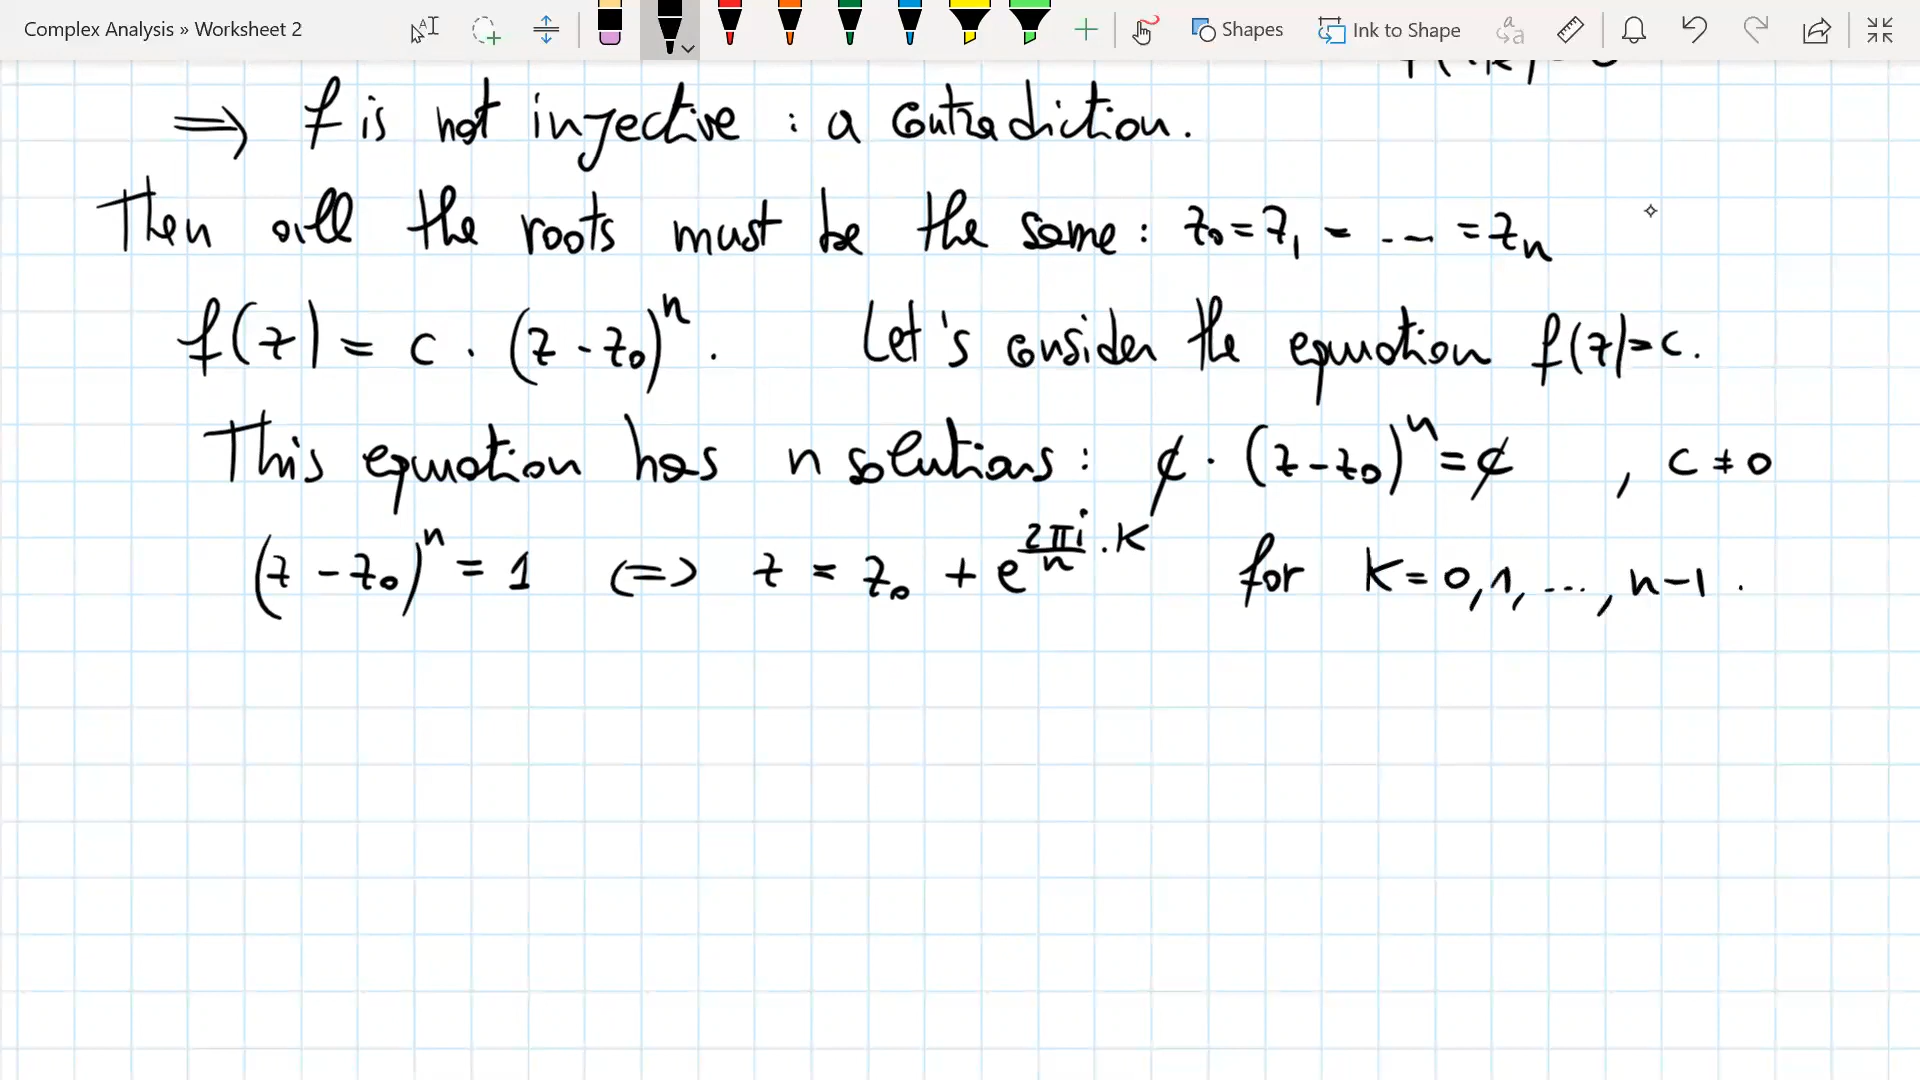 Complex Analysis » Worksheet 2 Shapes Ink to Shape
⟹ f is not injective : a contradiction.
Then all the roots must be the same : z₀ = z₁ = ... = zₙ
f(z) = c · (z - z₀)ⁿ. Let's consider the equation f(z) = c.
This equation has n solutions : c̸ · (z - z₀)ⁿ = c̸ , c ≠ 0
(z - z₀)ⁿ = 1 ⟺ z = z₀ + e^(2πi/n · k) for k = 0, 1, ..., n-1 .